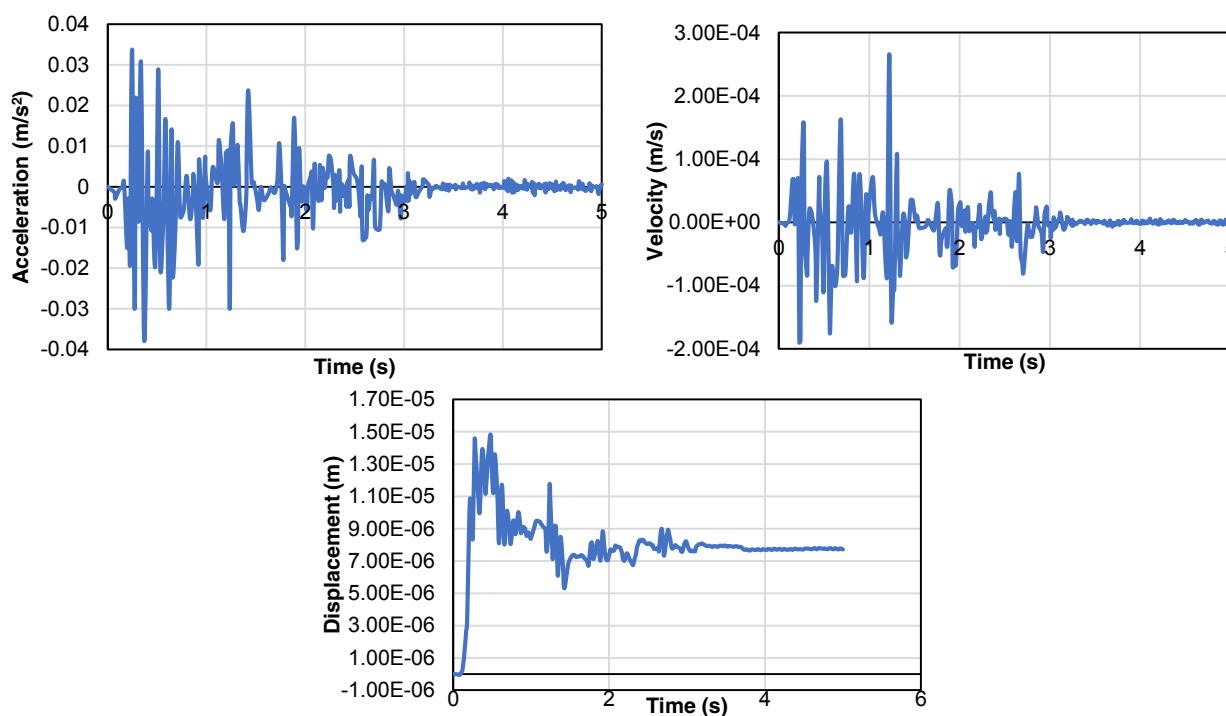 Acceleration (m/s²)
0.04
0.03
0.02
0.01
0
-0.01
-0.02
-0.03
-0.04
0 1 2 3 4 5
Time (s)
Velocity (m/s)
3.00E-04
2.00E-04
1.00E-04
0.00E+00
-1.00E-04
-2.00E-04
0 1 2 3 4
Time (s)
Displacement (m)
1.70E-05
1.50E-05
1.30E-05
1.10E-05
9.00E-06
7.00E-06
5.00E-06
3.00E-06
1.00E-06
-1.00E-06
0 2 4 6
Time (s)